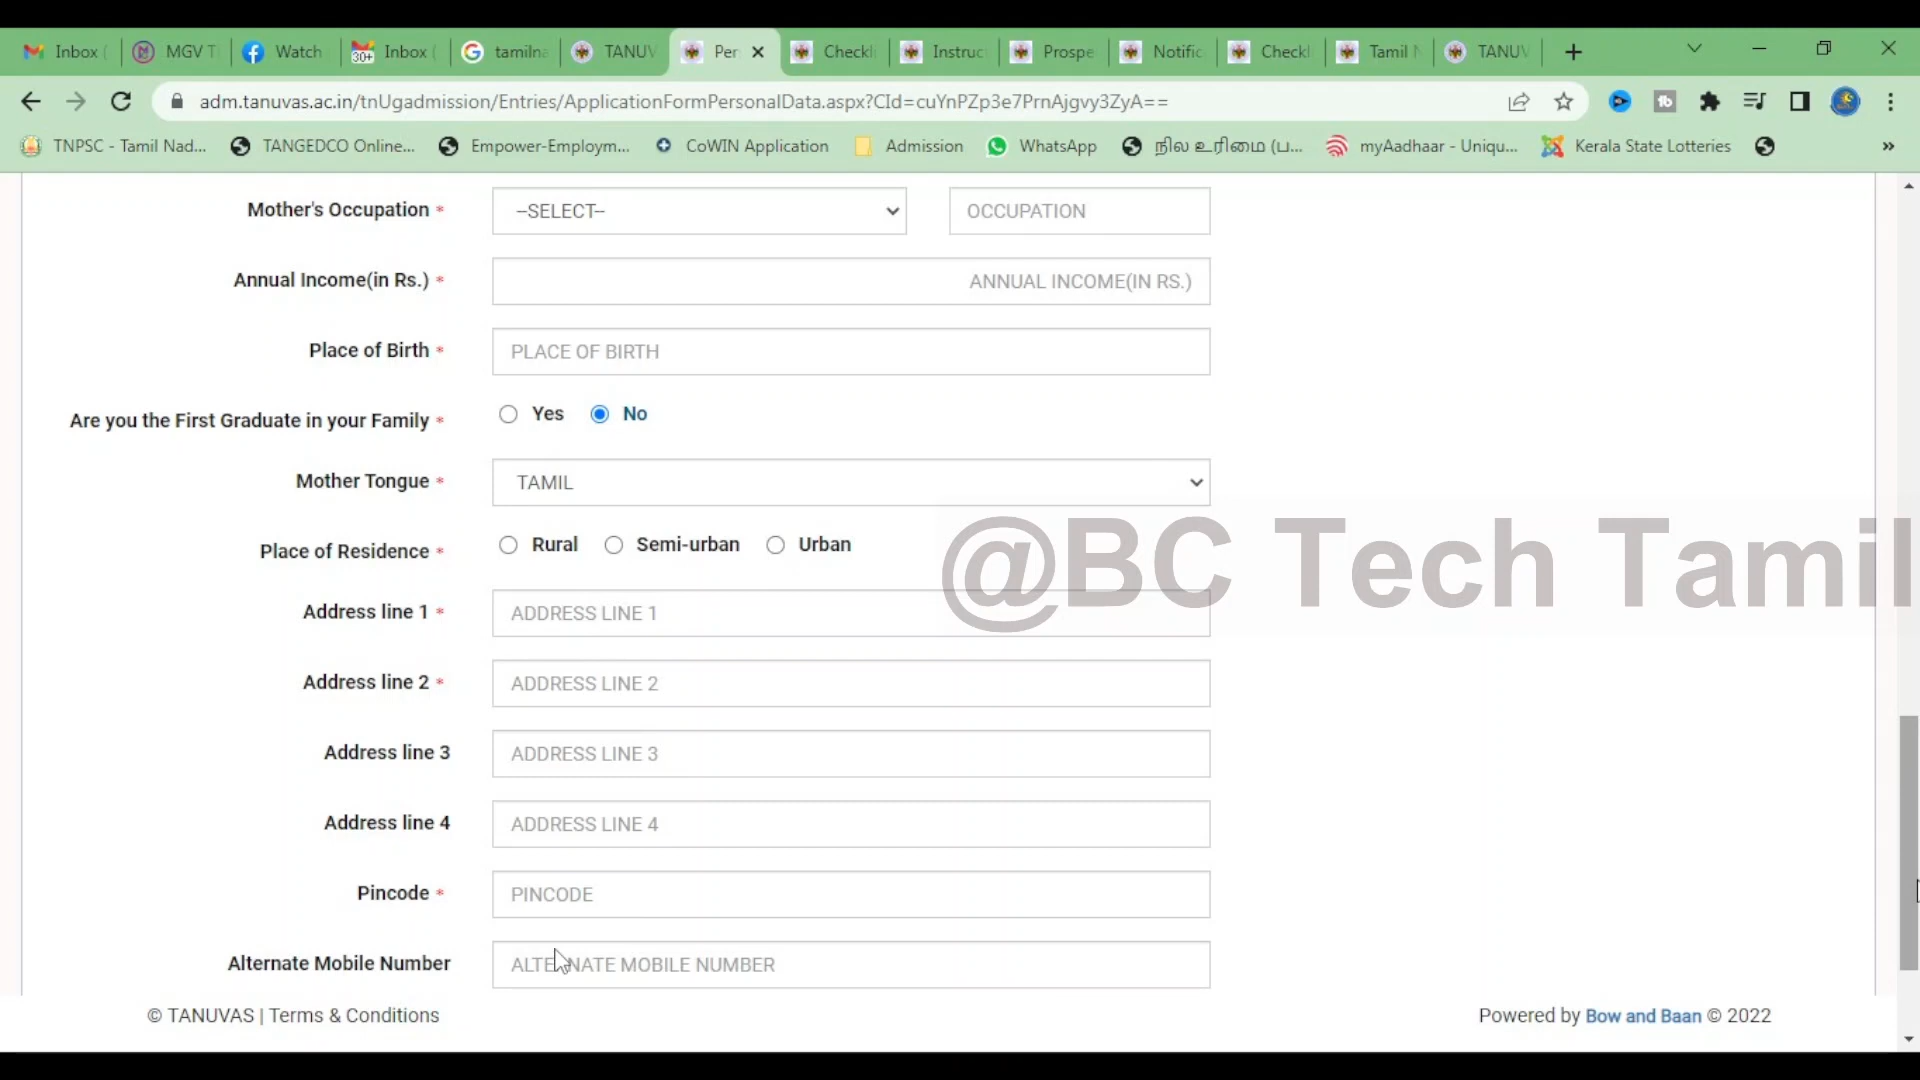 Inbox (
MGV T
Watch
30+
Inbox (
tamilna
TANUV
Per
Checkli
Instruc
Prospe
Notific
Checkl
Tamil N
TANUV
adm.tanuvas.ac.in/tnUgadmission/Entries/ApplicationFormPersonalData.aspx?CId=cuYnPZp3e7PrnAjgvy3ZyA==
TNPSC - Tamil Nad...
TANGEDCO Online...
Empower-Employm...
CoWIN Application
Admission
WhatsApp
நில உரிமை (ப...
myAadhaar - Uniqu...
Kerala State Lotteries
»
Mother's Occupation *
--SELECT--
OCCUPATION
Annual Income(in Rs.) *
ANNUAL INCOME(IN RS.)
Place of Birth *
PLACE OF BIRTH
Are you the First Graduate in your Family *
Yes
No
Mother Tongue *
TAMIL
Place of Residence *
Rural
Semi-urban
Urban
@BC Tech Tamil
Address line 1 *
ADDRESS LINE 1
Address line 2 *
ADDRESS LINE 2
Address line 3
ADDRESS LINE 3
Address line 4
ADDRESS LINE 4
Pincode *
PINCODE
Alternate Mobile Number
ALTERNATE MOBILE NUMBER
© TANUVAS | Terms & Conditions
Powered by Bow and Baan © 2022